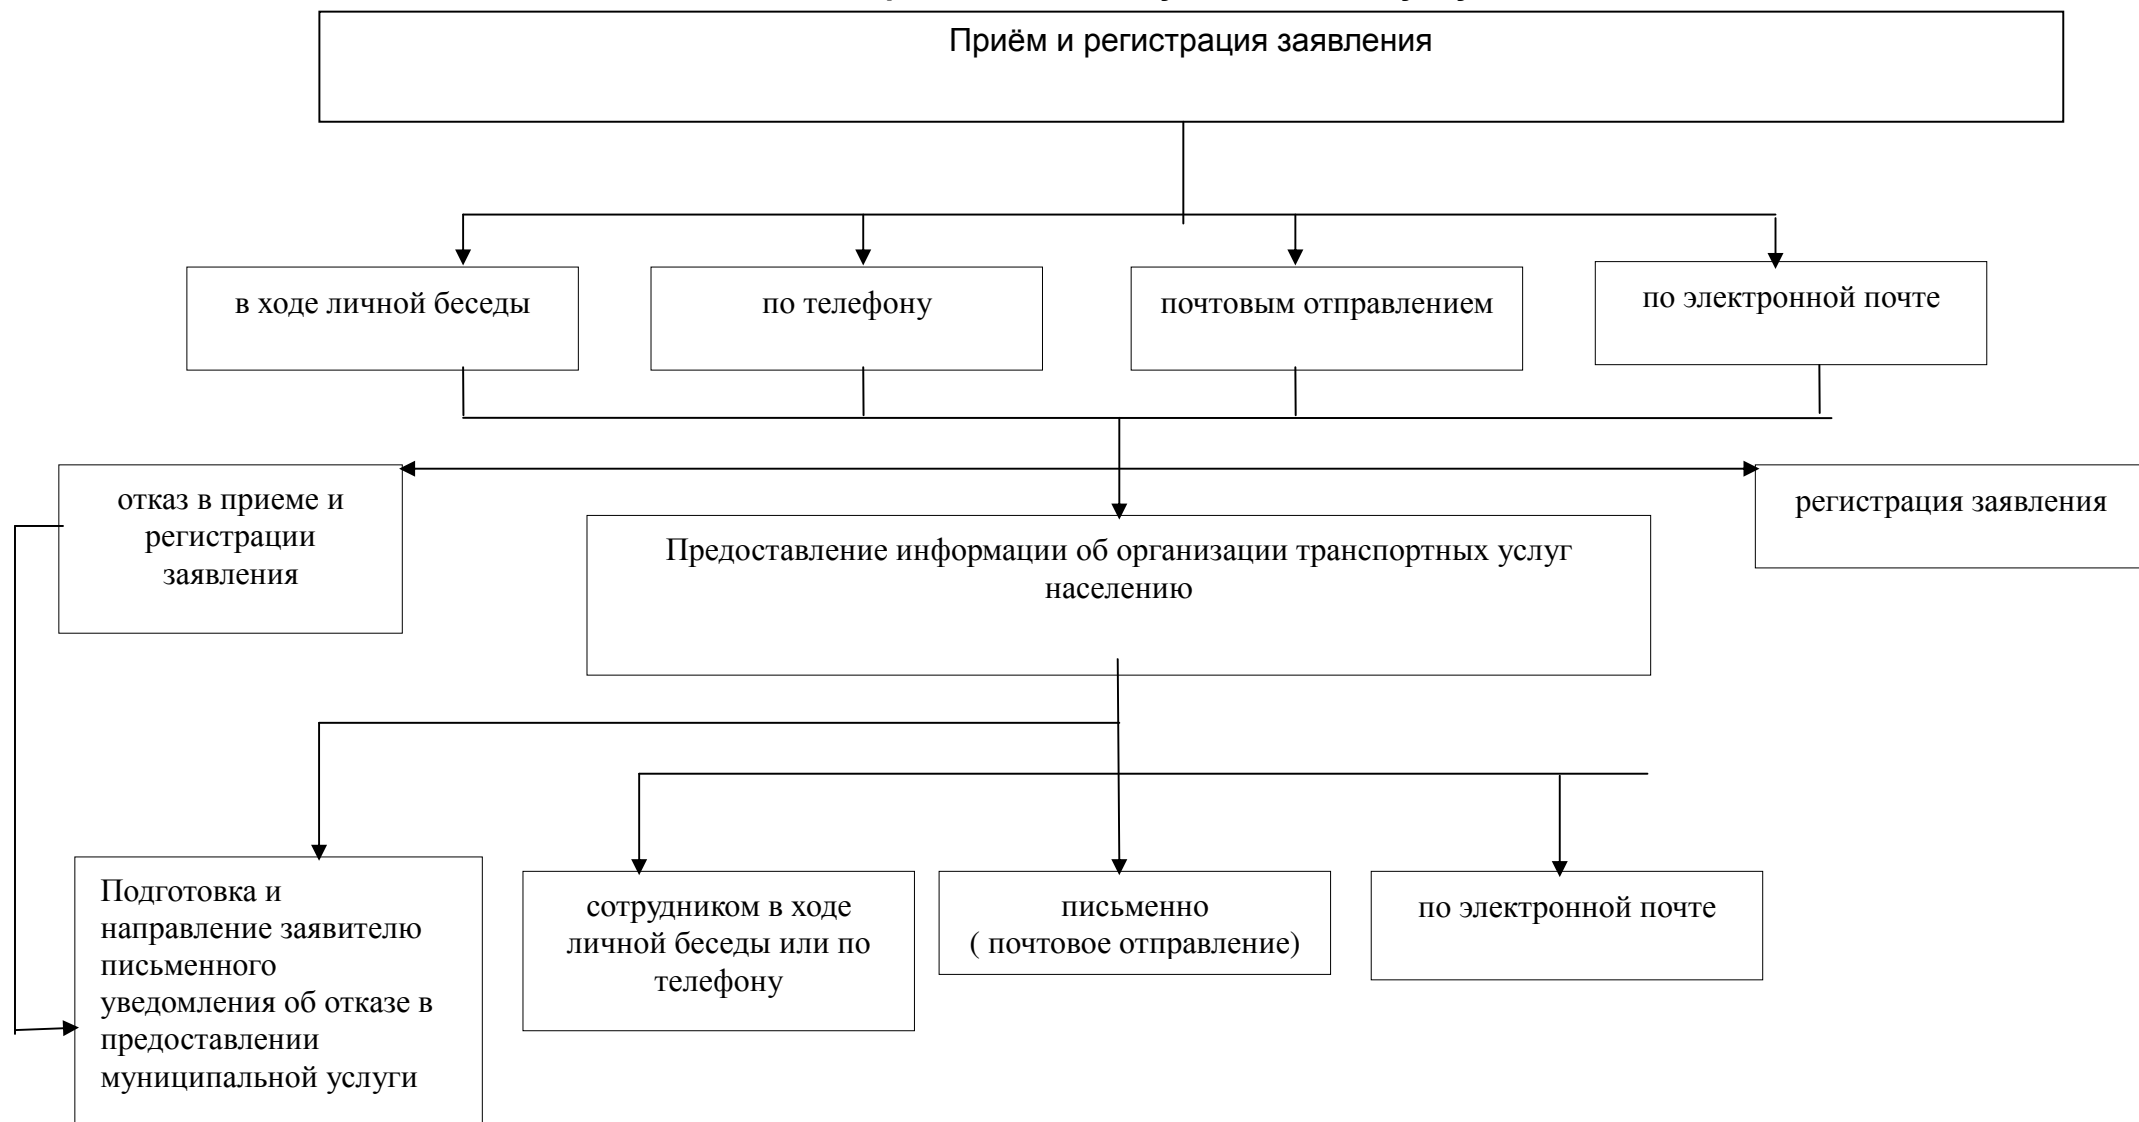 Приём и регистрация заявления
в ходе личной беседы
по телефону
почтовым отправлением
по электронной почте
отказ в приеме и
регистрации
заявления
регистрация заявления
Предоставление информации об организации транспортных услуг
населению
Подготовка и
направление заявителю
письменного
уведомления об отказе в
предоставлении
муниципальной услуги
сотрудником в ходе
личной беседы или по
телефону
письменно
( почтовое отправление)
по электронной почте